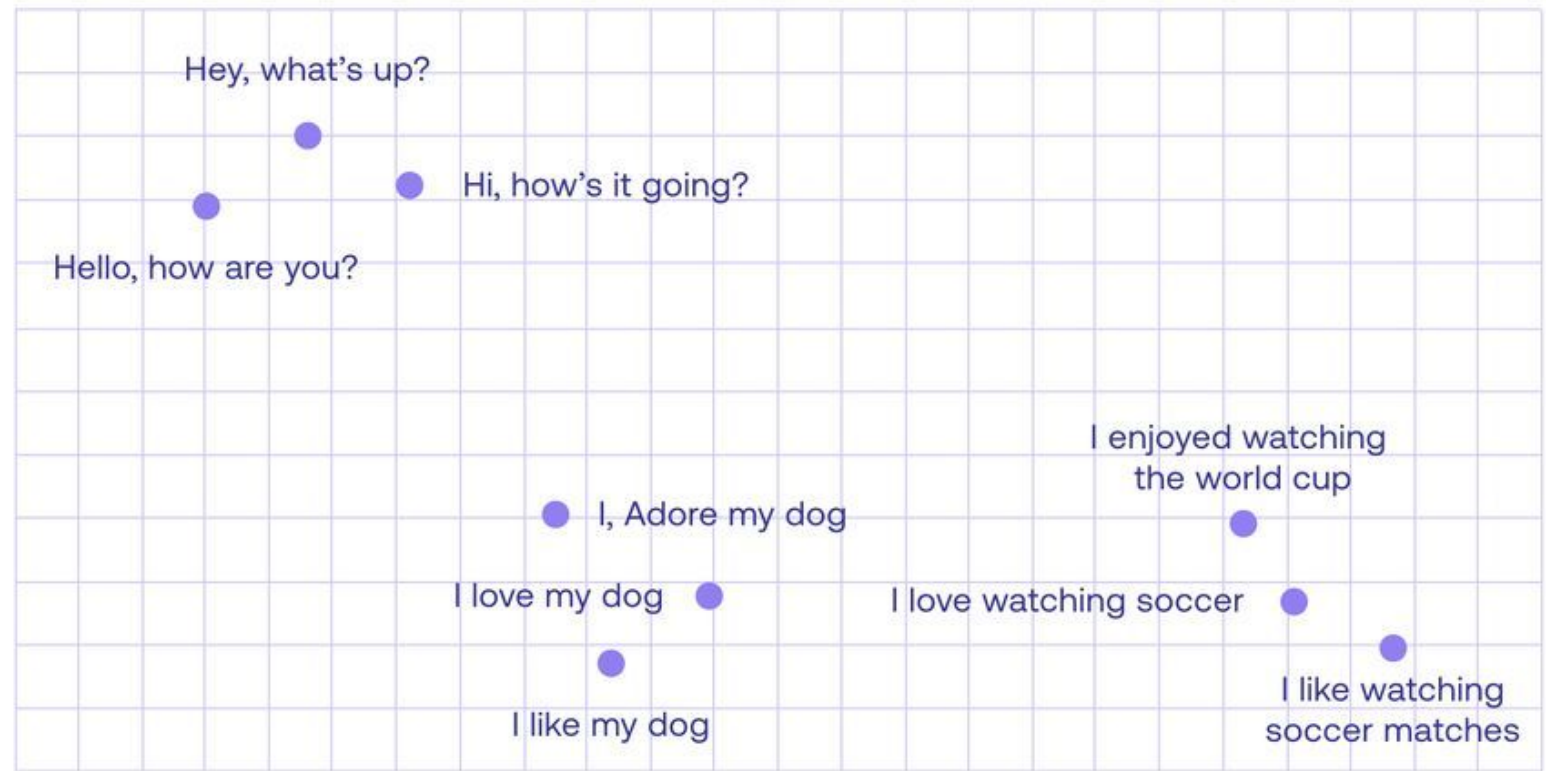 Hey, what's up?
Hi, how's it going?
Hello, how are you?
I enjoyed watching
the world cup
I, Adore my dog
I love my dog
I love watching soccer
I like my dog
I like watching
soccer matches